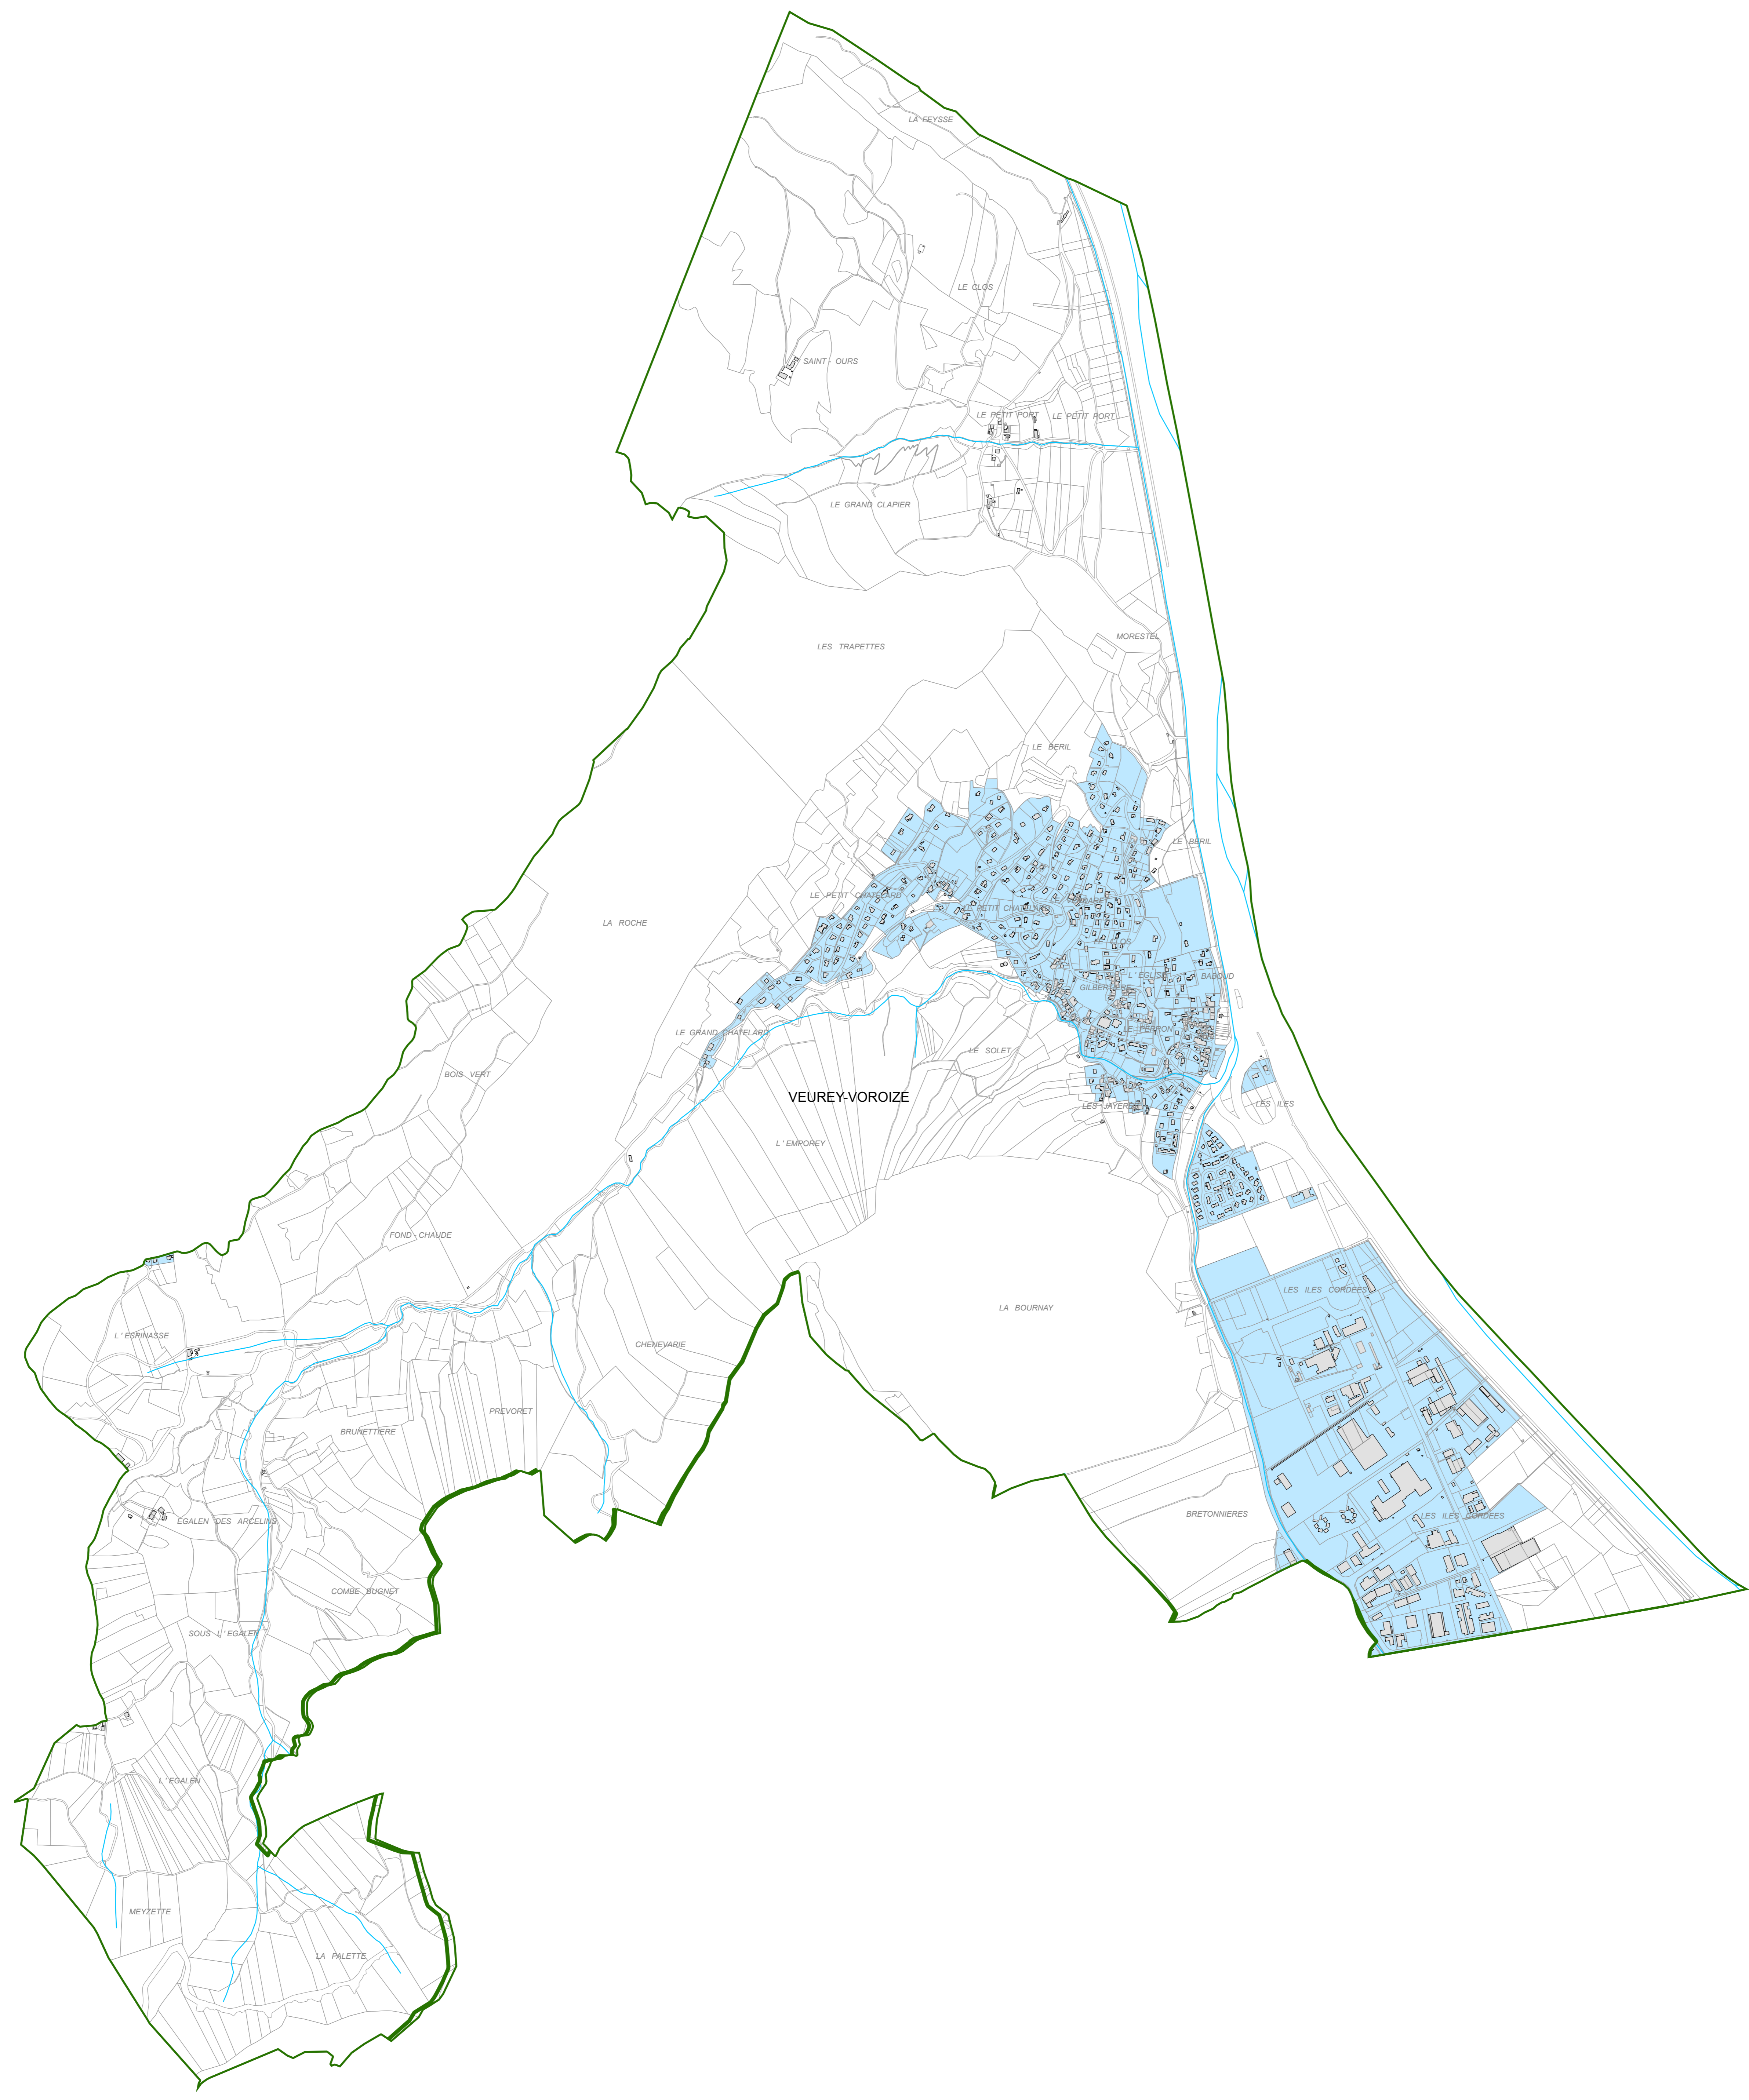 LA FEYSSE
LE CLOS
SAINT - OURS
LE PETIT PORT
LE PETIT PORT
LE GRAND CLAPIER
MORESTEL
LES TRAPETTES
LE BERIL
LE BERIL
LE PETIT CHATELARD
LE PETIT CHATELARD
LA ROCHE
LE CLOS
L ' EGLISE
BABOUD
GILBERTIERE
LE PERRON
LE GRAND CHATELARD
LE SOLET
BOIS VERT
VEUREY-VOROIZE
LES JAYERES
LES ILES
L ' EMPOREY
FOND - CHAUDE
LES ILES CORDEES
LA BOURNAY
L ' ESPINASSE
CHENEVARIE
PREVORET
BRUNETTIERE
BRETONNIERES
LES ILES CORDEES
EGALEN DES ARCELINS
COMBE BUGNET
SOUS L ' EGALEN
L ' EGALEN
MEYZETTE
LA PALETTE